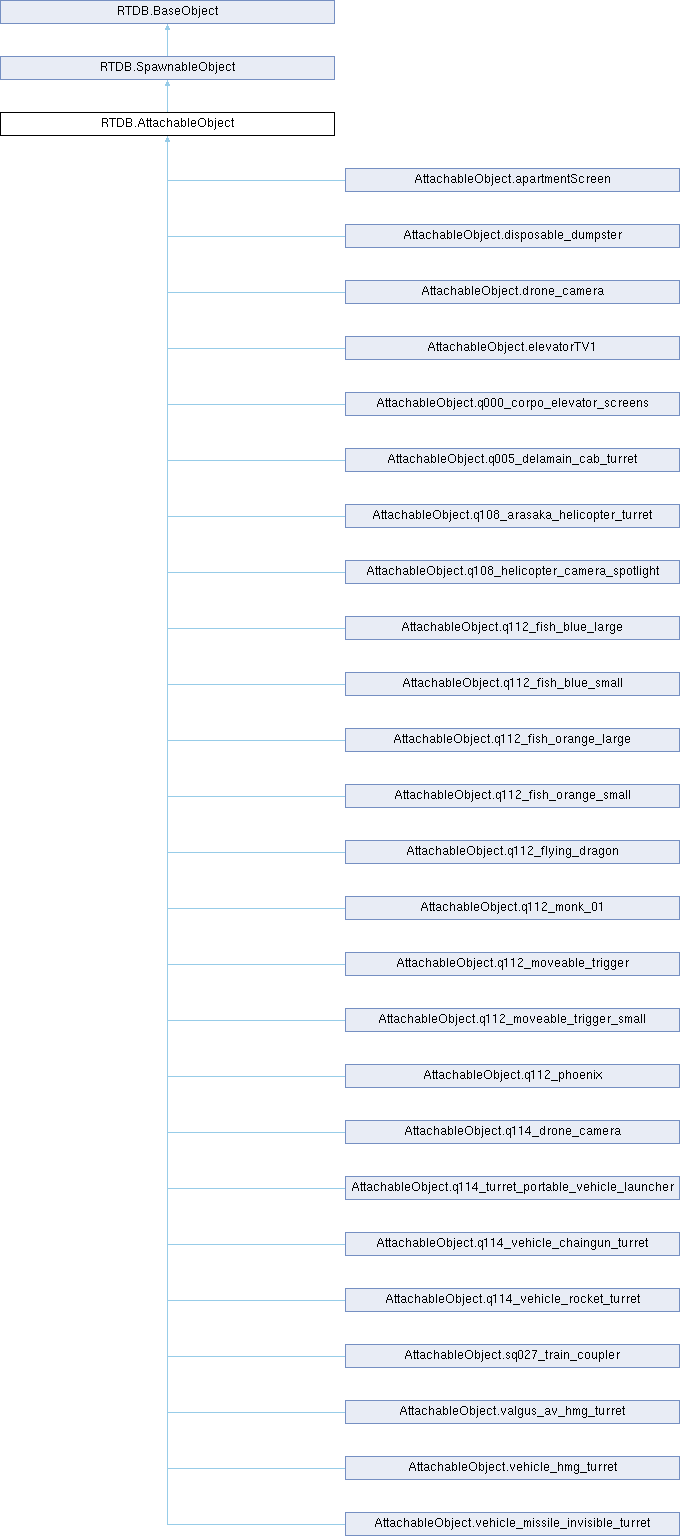 RTDB.BaseObject
RTDB.SpawnableObject
RTDB.AttachableObject
AttachableObject.apartmentScreen
AttachableObject.disposable_dumpster
AttachableObject.drone_camera
AttachableObject.elevatorTV1
AttachableObject.q000_corpo_elevator_screens
AttachableObject.q005_delamain_cab_turret
AttachableObject.q108_arasaka_helicopter_turret
AttachableObject.q108_helicopter_camera_spotlight
AttachableObject.q112_fish_blue_large
AttachableObject.q112_fish_blue_small
AttachableObject.q112_fish_orange_large
AttachableObject.q112_fish_orange_small
AttachableObject.q112_flying_dragon
AttachableObject.q112_monk_01
AttachableObject.q112_moveable_trigger
AttachableObject.q112_moveable_trigger_small
AttachableObject.q112_phoenix
AttachableObject.q114_drone_camera
AttachableObject.q114_turret_portable_vehicle_launcher
AttachableObject.q114_vehicle_chaingun_turret
AttachableObject.q114_vehicle_rocket_turret
AttachableObject.sq027_train_coupler
AttachableObject.valgus_av_hmg_turret
AttachableObject.vehicle_hmg_turret
AttachableObject.vehicle_missile_invisible_turret